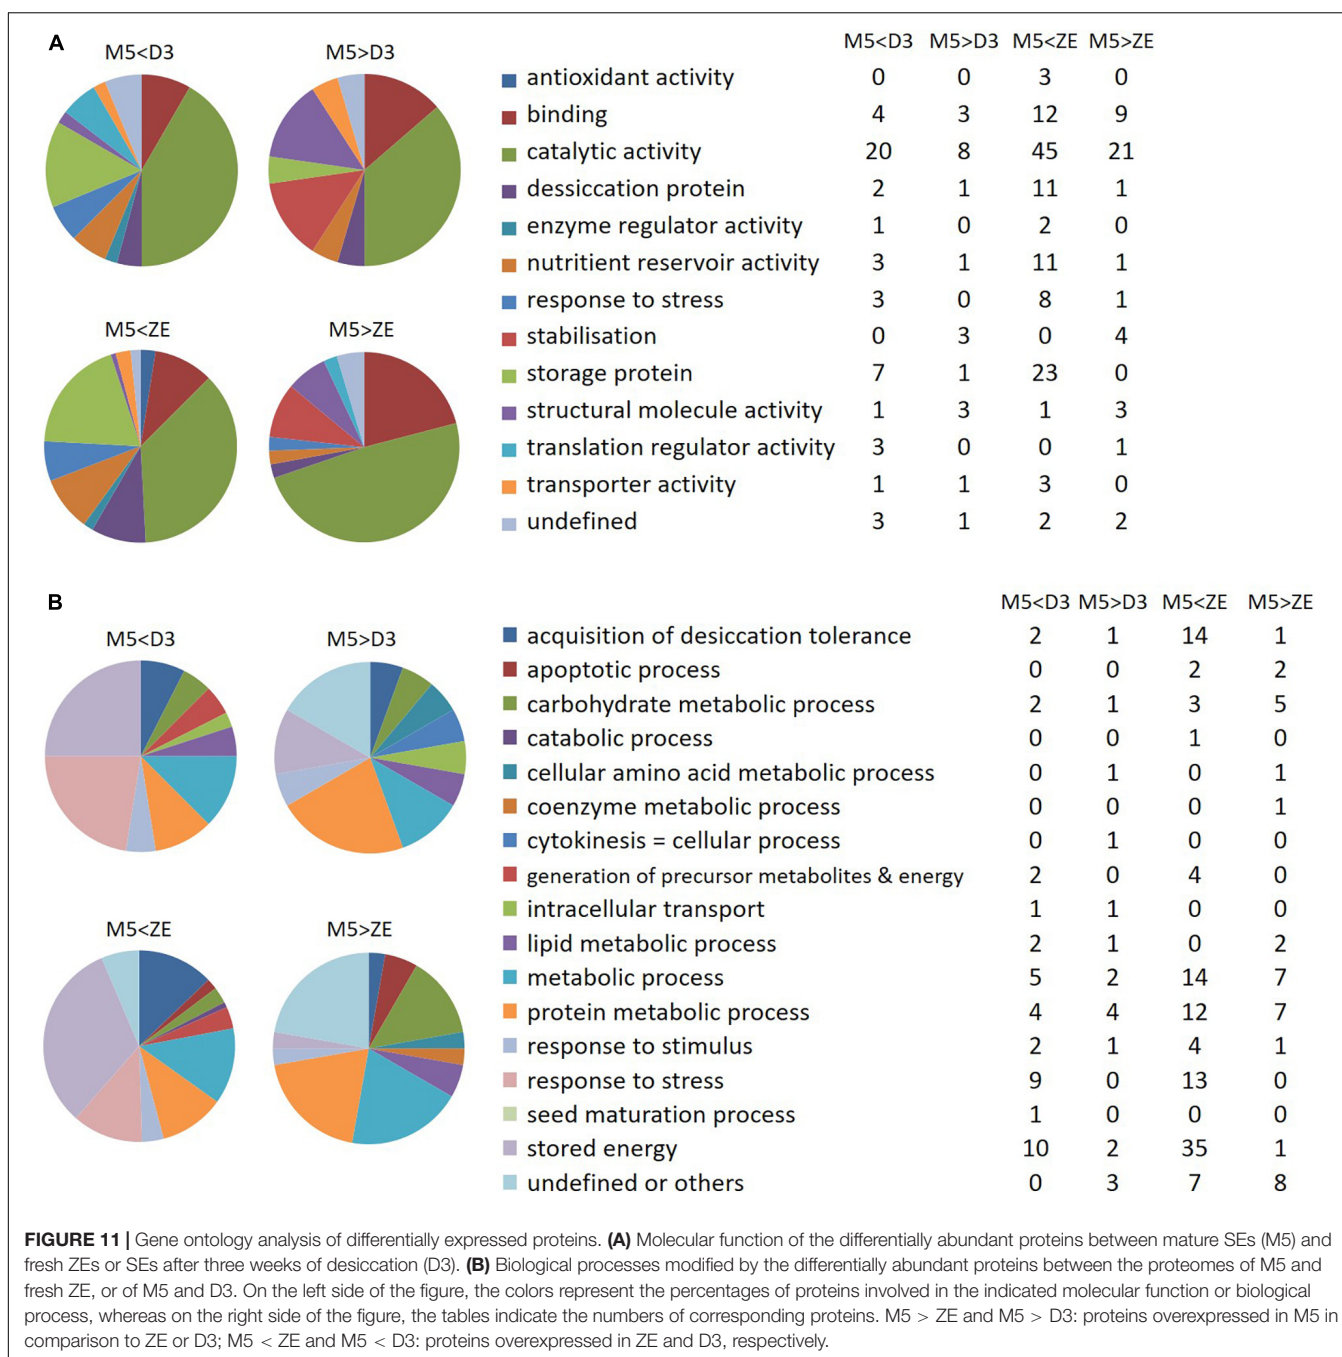 A
M5<D3 M5>D3
M5<D3 M5>D3 M5<ZE M5>ZE
antioxidant activity 0 0 3 0
binding 4 3 12 9
catalytic activity 20 8 45 21
dessiccation protein 2 1 11 1
enzyme regulator activity 1 0 2 0
nutritient reservoir activity 3 1 11 1
response to stress 3 0 8 1
M5<ZE M5>ZE
stabilisation 0 3 0 4
storage protein 7 1 23 0
structural molecule activity 1 3 1 3
translation regulator activity 3 0 0 1
transporter activity 1 1 3 0
undefined 3 1 2 2
B
M5<D3 M5>D3
M5<D3 M5>D3 M5<ZE M5>ZE
acquisition of desiccation tolerance 2 1 14 1
apoptotic process 0 0 2 2
carbohydrate metabolic process 2 1 3 5
catabolic process 0 0 1 0
cellular amino acid metabolic process 0 1 0 1
coenzyme metabolic process 0 0 0 1
cytokinesis = cellular process 0 1 0 0
generation of precursor metabolites & energy 2 0 4 0
intracellular transport 1 1 0 0
M5<ZE M5>ZE
lipid metabolic process 2 1 0 2
metabolic process 5 2 14 7
protein metabolic process 4 4 12 7
response to stimulus 2 1 4 1
response to stress 9 0 13 0
seed maturation process 1 0 0 0
stored energy 10 2 35 1
undefined or others 0 3 7 8
FIGURE 11 | Gene ontology analysis of differentially expressed proteins. (A) Molecular function of the differentially abundant proteins between mature SEs (M5) and
fresh ZEs or SEs after three weeks of desiccation (D3). (B) Biological processes modified by the differentially abundant proteins between the proteomes of M5 and
fresh ZE, or of M5 and D3. On the left side of the figure, the colors represent the percentages of proteins involved in the indicated molecular function or biological
process, whereas on the right side of the figure, the tables indicate the numbers of corresponding proteins. M5 > ZE and M5 > D3: proteins overexpressed in M5 in
comparison to ZE or D3; M5 < ZE and M5 < D3: proteins overexpressed in ZE and D3, respectively.